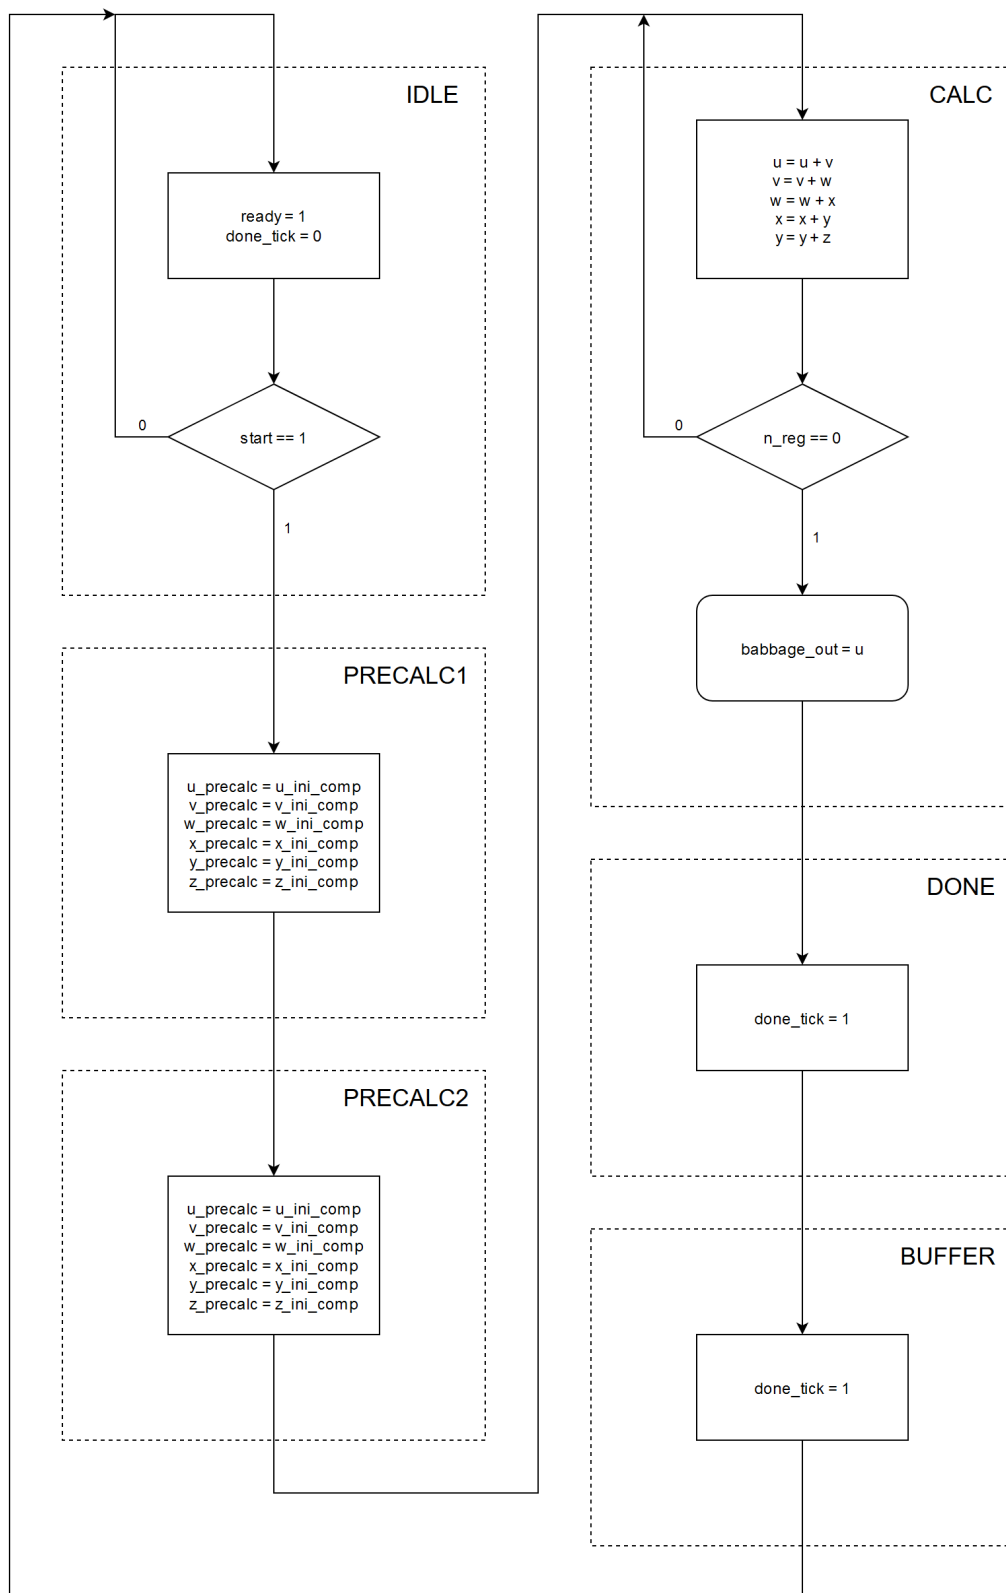 IDLE
ready = 1
done_tick = 0
0
start == 1
1
PRECALC1
u_precalc = u_ini_comp
v_precalc = v_ini_comp
w_precalc = w_ini_comp
x_precalc = x_ini_comp
y_precalc = y_ini_comp
z_precalc = z_ini_comp
PRECALC2
u_precalc = u_ini_comp
v_precalc = v_ini_comp
w_precalc = w_ini_comp
x_precalc = x_ini_comp
y_precalc = y_ini_comp
z_precalc = z_ini_comp
CALC
u = u + v
v = v + w
w = w + x
x = x + y
y = y + z
0
n_reg == 0
1
babbage_out = u
DONE
done_tick = 1
BUFFER
done_tick = 1